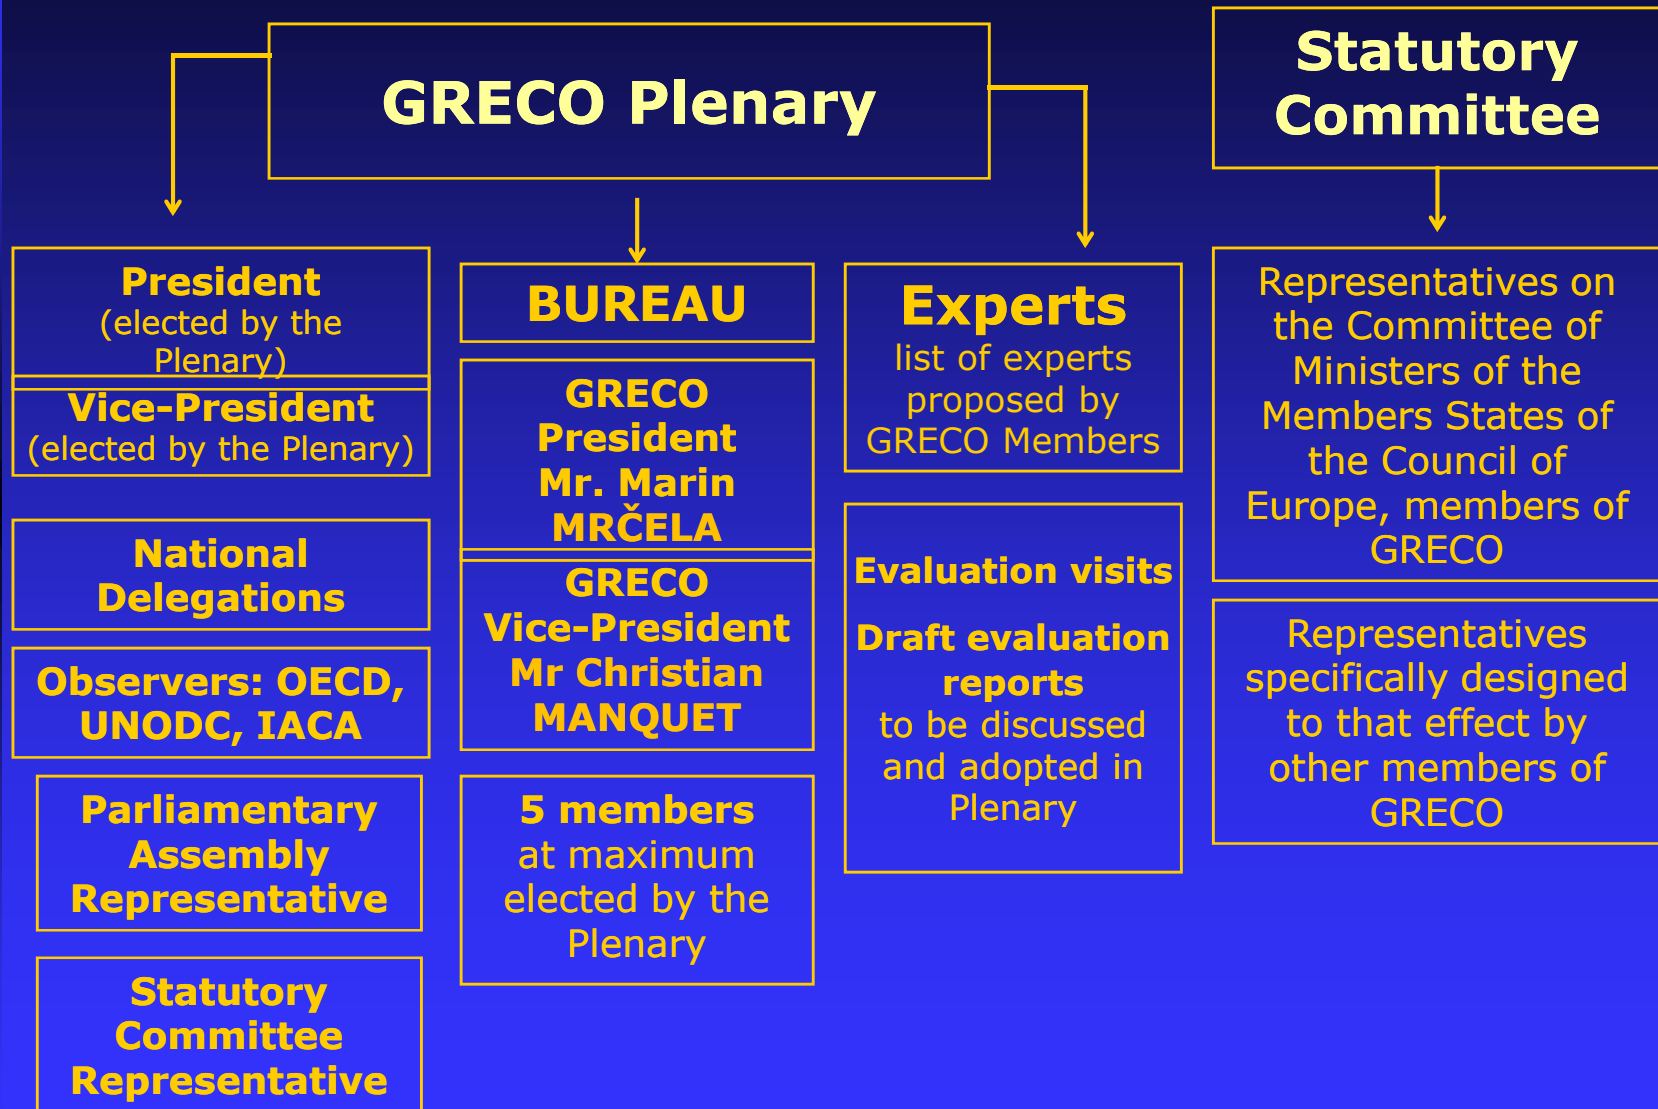 GRECO Plenary
Statutory
Committee
President
(elected by the
Plenary)
Vice-President
(elected by the Plenary)
National
Delegations
Observers: OECD,
UNODC, IACA
Parliamentary
Assembly
Representative
Statutory
Committee
Representative
BUREAU
GRECO
President
Mr. Marin
MRČELA
GRECO
Vice-President
Mr Christian
MANQUET
5 members
at maximum
elected by the
Plenary
Experts
list of experts
proposed by
GRECO Members
Evaluation visits
Draft evaluation
reports
to be discussed
and adopted in
Plenary
Representatives on
the Committee of
Ministers of the
Members States of
the Council of
Europe, members of
GRECO
Representatives
specifically designed
to that effect by
other members of
GRECO